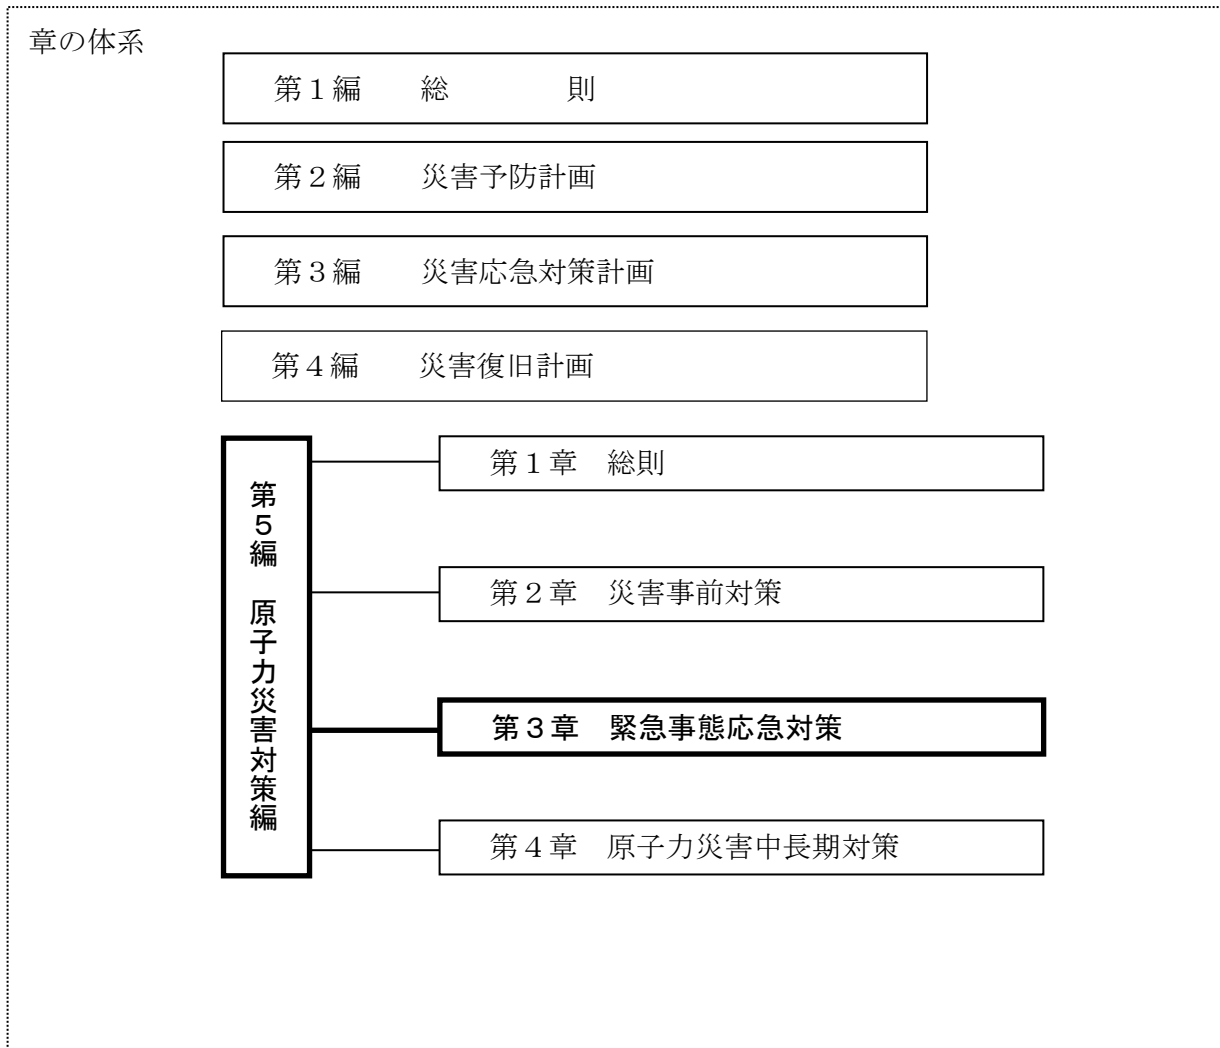 章の体系
第１編　　総　　　　則
第２編　　災害予防計画
第３編　　災害応急対策計画
第４編　　災害復旧計画
第５編　原子力災害対策編
第１章　総則
第２章　災害事前対策
第３章　緊急事態応急対策
第４章　原子力災害中長期対策